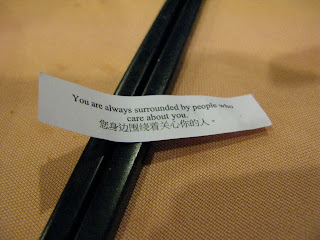 You are always surrounded by people who
care about you.
您身边围绕着关心你的人。